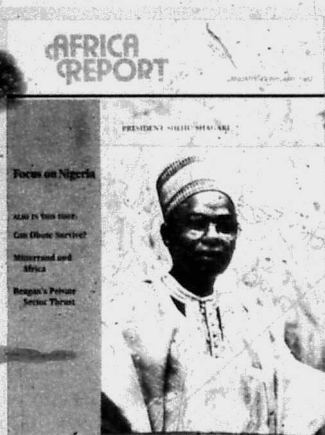 AFRICA
REPORT
PRESIDENT SHEHU SHAGARI
Focus on Nigeria
ALSO IN THIS ISSUE:
Can Obote Survive?
Mitterrand and
Africa
Reagan's Private
Sector Thrust